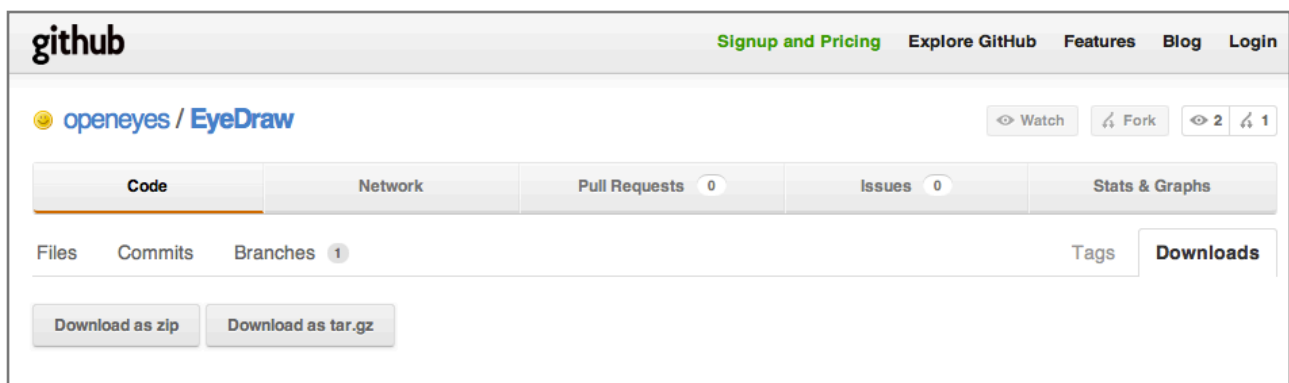 github Signup and Pricing Explore GitHub Features Blog Login
openeyes / EyeDraw Watch Fork 2 1
Code Network Pull Requests 0 Issues 0 Stats & Graphs
Files Commits Branches 1 Tags Downloads
Download as zip Download as tar.gz